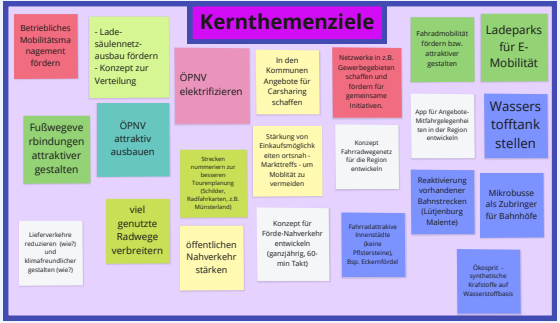 Kernthemenziele
Betriebliches
Mobilitätsma
nagement
fördern
- Lade-
säulennetz-
ausbau fördern
- Konzept zur
Verteilung
ÖPNV
elektrifizieren
In den
Kommunen
Angebote für
Carsharing
schaffen
Netzwerke in z.B.
Gewerbegebieten
schaffen und
fördern für
gemeinsame
Initiativen.
Fahrradmobilität
fördern bzw.
attraktiver
gestalten
Ladeparks
für E-
Mobilität
Fußwegeve
rbindungen
attraktiver
gestalten
ÖPNV
attraktiv
ausbauen
Strecken
nummerieren zur
besseren
Tourenplanung
(Schilder,
Radfahrkarten, z.B.
Münsterland)
Stärkung von
Einkaufsmöglichk
eiten ortsnah -
Markttreffs - um
Moblität zu
vermeiden
Konzept
Fahrradwegenetz
für die Region
entwickeln
App für Angebote-
Mitfahrgelegenhei
ten in der Region
entwickeln
Wassers
tofftank
stellen
Lieferverkehre
reduzieren (wie?)
und
klimafreundlicher
gestalten (wie?)
viel
genutzte
Radwege
verbreitern
öffentlichen
Nahverkehr
stärken
Konzept für
Förde-Nahverkehr
entwickeln
(ganzjährig, 60-
min Takt)
Fahrradattrakive
Innenstädte
(keine
Pflstersteine),
Bsp. Eckernförde!
Reaktivierung
vorhandener
Bahnstrecken
(Lütjenburg
Malente)
Mikrobusse
als Zubringer
für Bahnhöfe
Ökosprit -
synthetische
Krafstoffe auf
Wasserstoffbasis